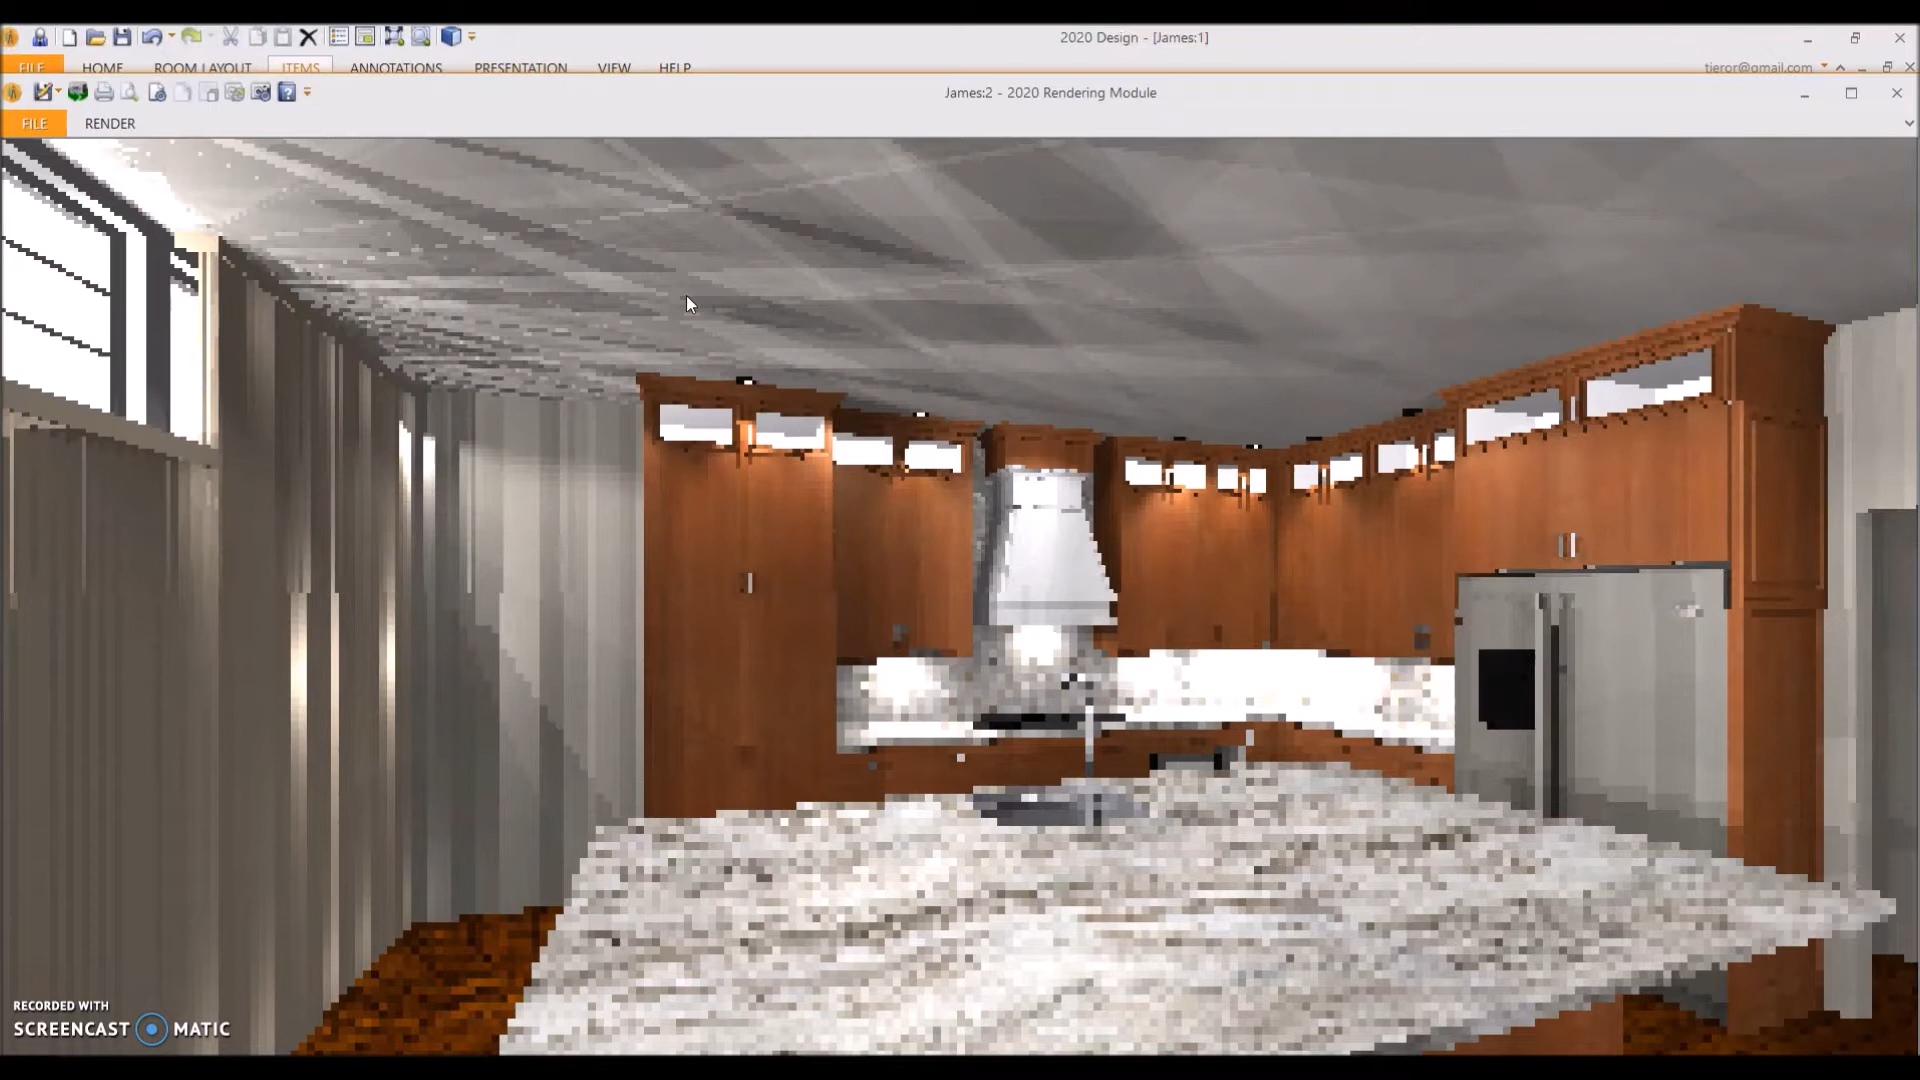 2020 Design - [James:1]
FILE HOME ROOM LAYOUT ITEMS ANNOTATIONS PRESENTATION VIEW HELP
tieror@gmail.com
James:2 - 2020 Rendering Module
FILE RENDER
RECORDED WITH
SCREENCAST MATIC